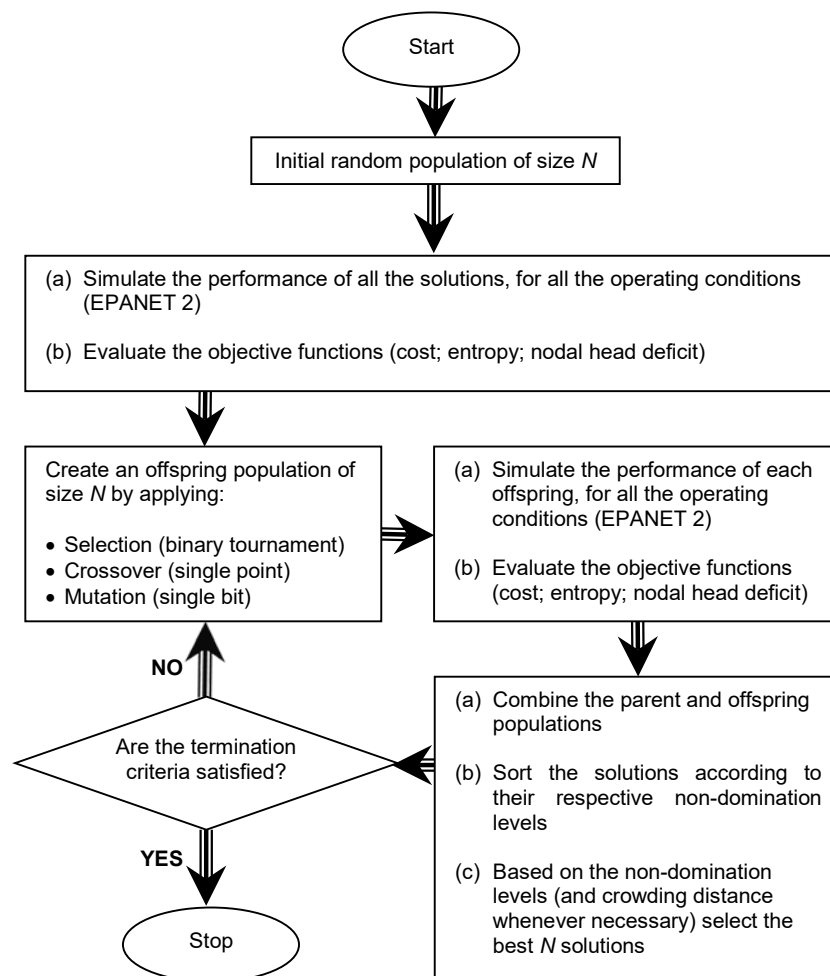 Start
Initial random population of size N
(a) Simulate the performance of all the solutions, for all the operating conditions
(EPANET 2)
(b) Evaluate the objective functions (cost; entropy; nodal head deficit)
Create an offspring population of
size N by applying:
• Selection (binary tournament)
• Crossover (single point)
• Mutation (single bit)
(a) Simulate the performance of each
offspring, for all the operating
conditions (EPANET 2)
(b) Evaluate the objective functions
(cost; entropy; nodal head deficit)
(a) Combine the parent and offspring
populations
(b) Sort the solutions according to
their respective non-domination
levels
(c) Based on the non-domination
levels (and crowding distance
whenever necessary) select the
best N solutions
Are the termination
criteria satisfied?
NO
YES
Stop